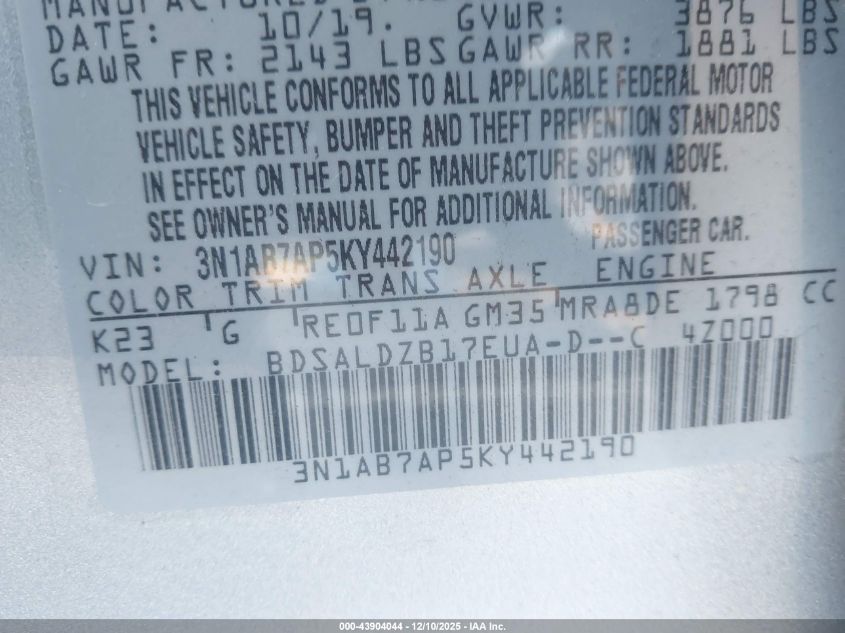 MANUFACTURED
DATE: 10/19. GVWR: 3876 LBS
GAWR FR: 2143 LBS GAWR RR: 1881 LBS
THIS VEHICLE CONFORMS TO ALL APPLICABLE FEDERAL MOTOR
VEHICLE SAFETY, BUMPER AND THEFT PREVENTION STANDARDS
IN EFFECT ON THE DATE OF MANUFACTURE SHOWN ABOVE.
SEE OWNER'S MANUAL FOR ADDITIONAL INFORMATION.
PASSENGER CAR.
VIN: 3N1AB7AP5KY442190
COLOR TRIM TRANS AXLE ENGINE
K23 G RE0F11A GM35 MRA8DE 1798 CC
MODEL: BDSALDZB17EUA-D--C 4Z000
3N1AB7AP5KY442190
000-43904044 - 12/10/2025 - IAA Inc.